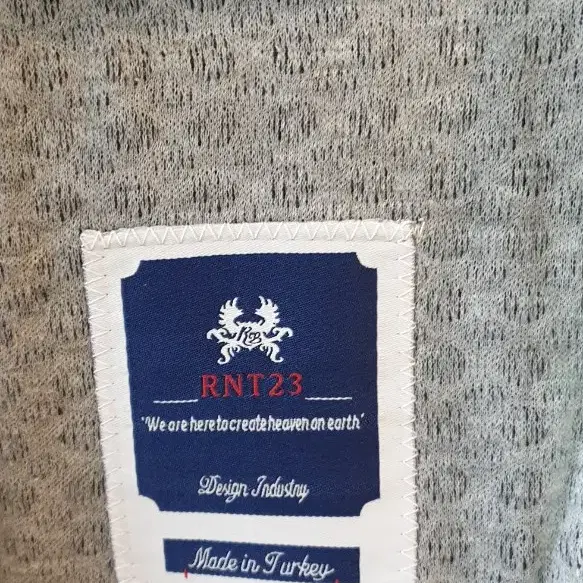 RNT23
"We are here to create heaven on earth"
Design Industry
Made in Turkey